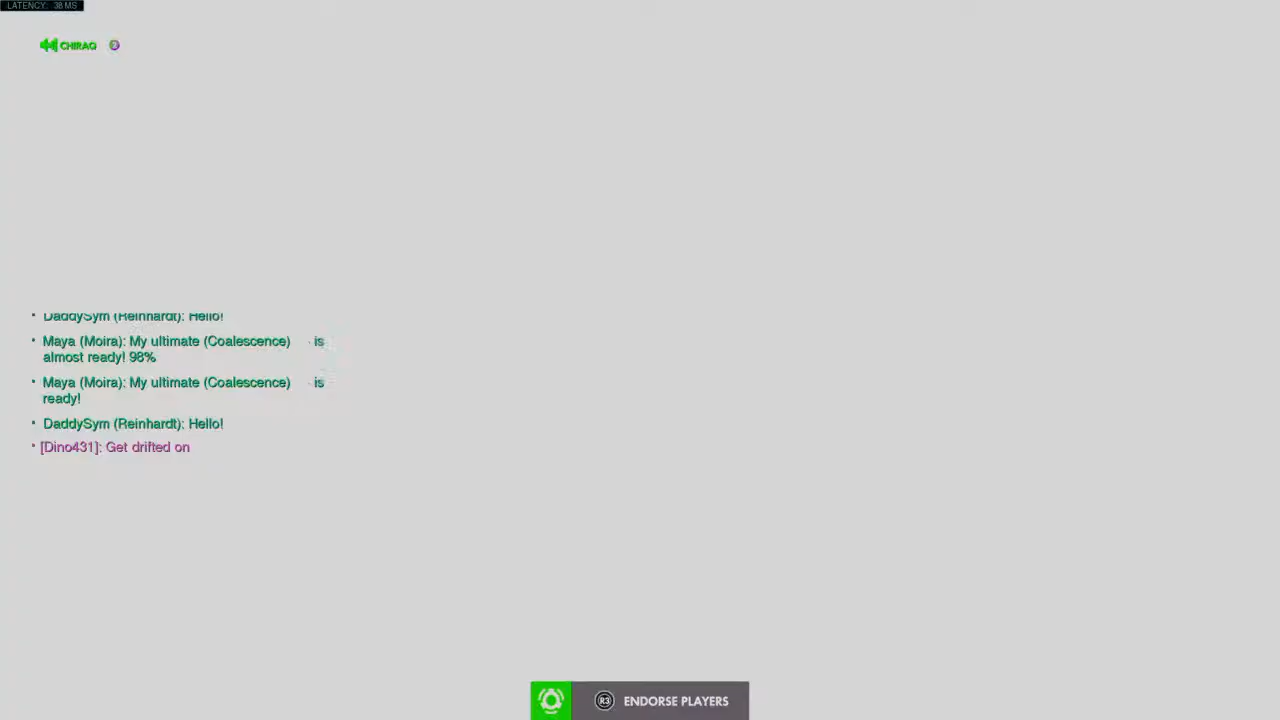 LATENCY: 38 MS
CHIRAQ 2
DaddySym (Reinhardt): Hello!
Maya (Moira): My ultimate (Coalescence) is
almost ready! 98%
Maya (Moira): My ultimate (Coalescence) is
ready!
DaddySym (Reinhardt): Hello!
[Dino431]: Get drifted on
R3 ENDORSE PLAYERS